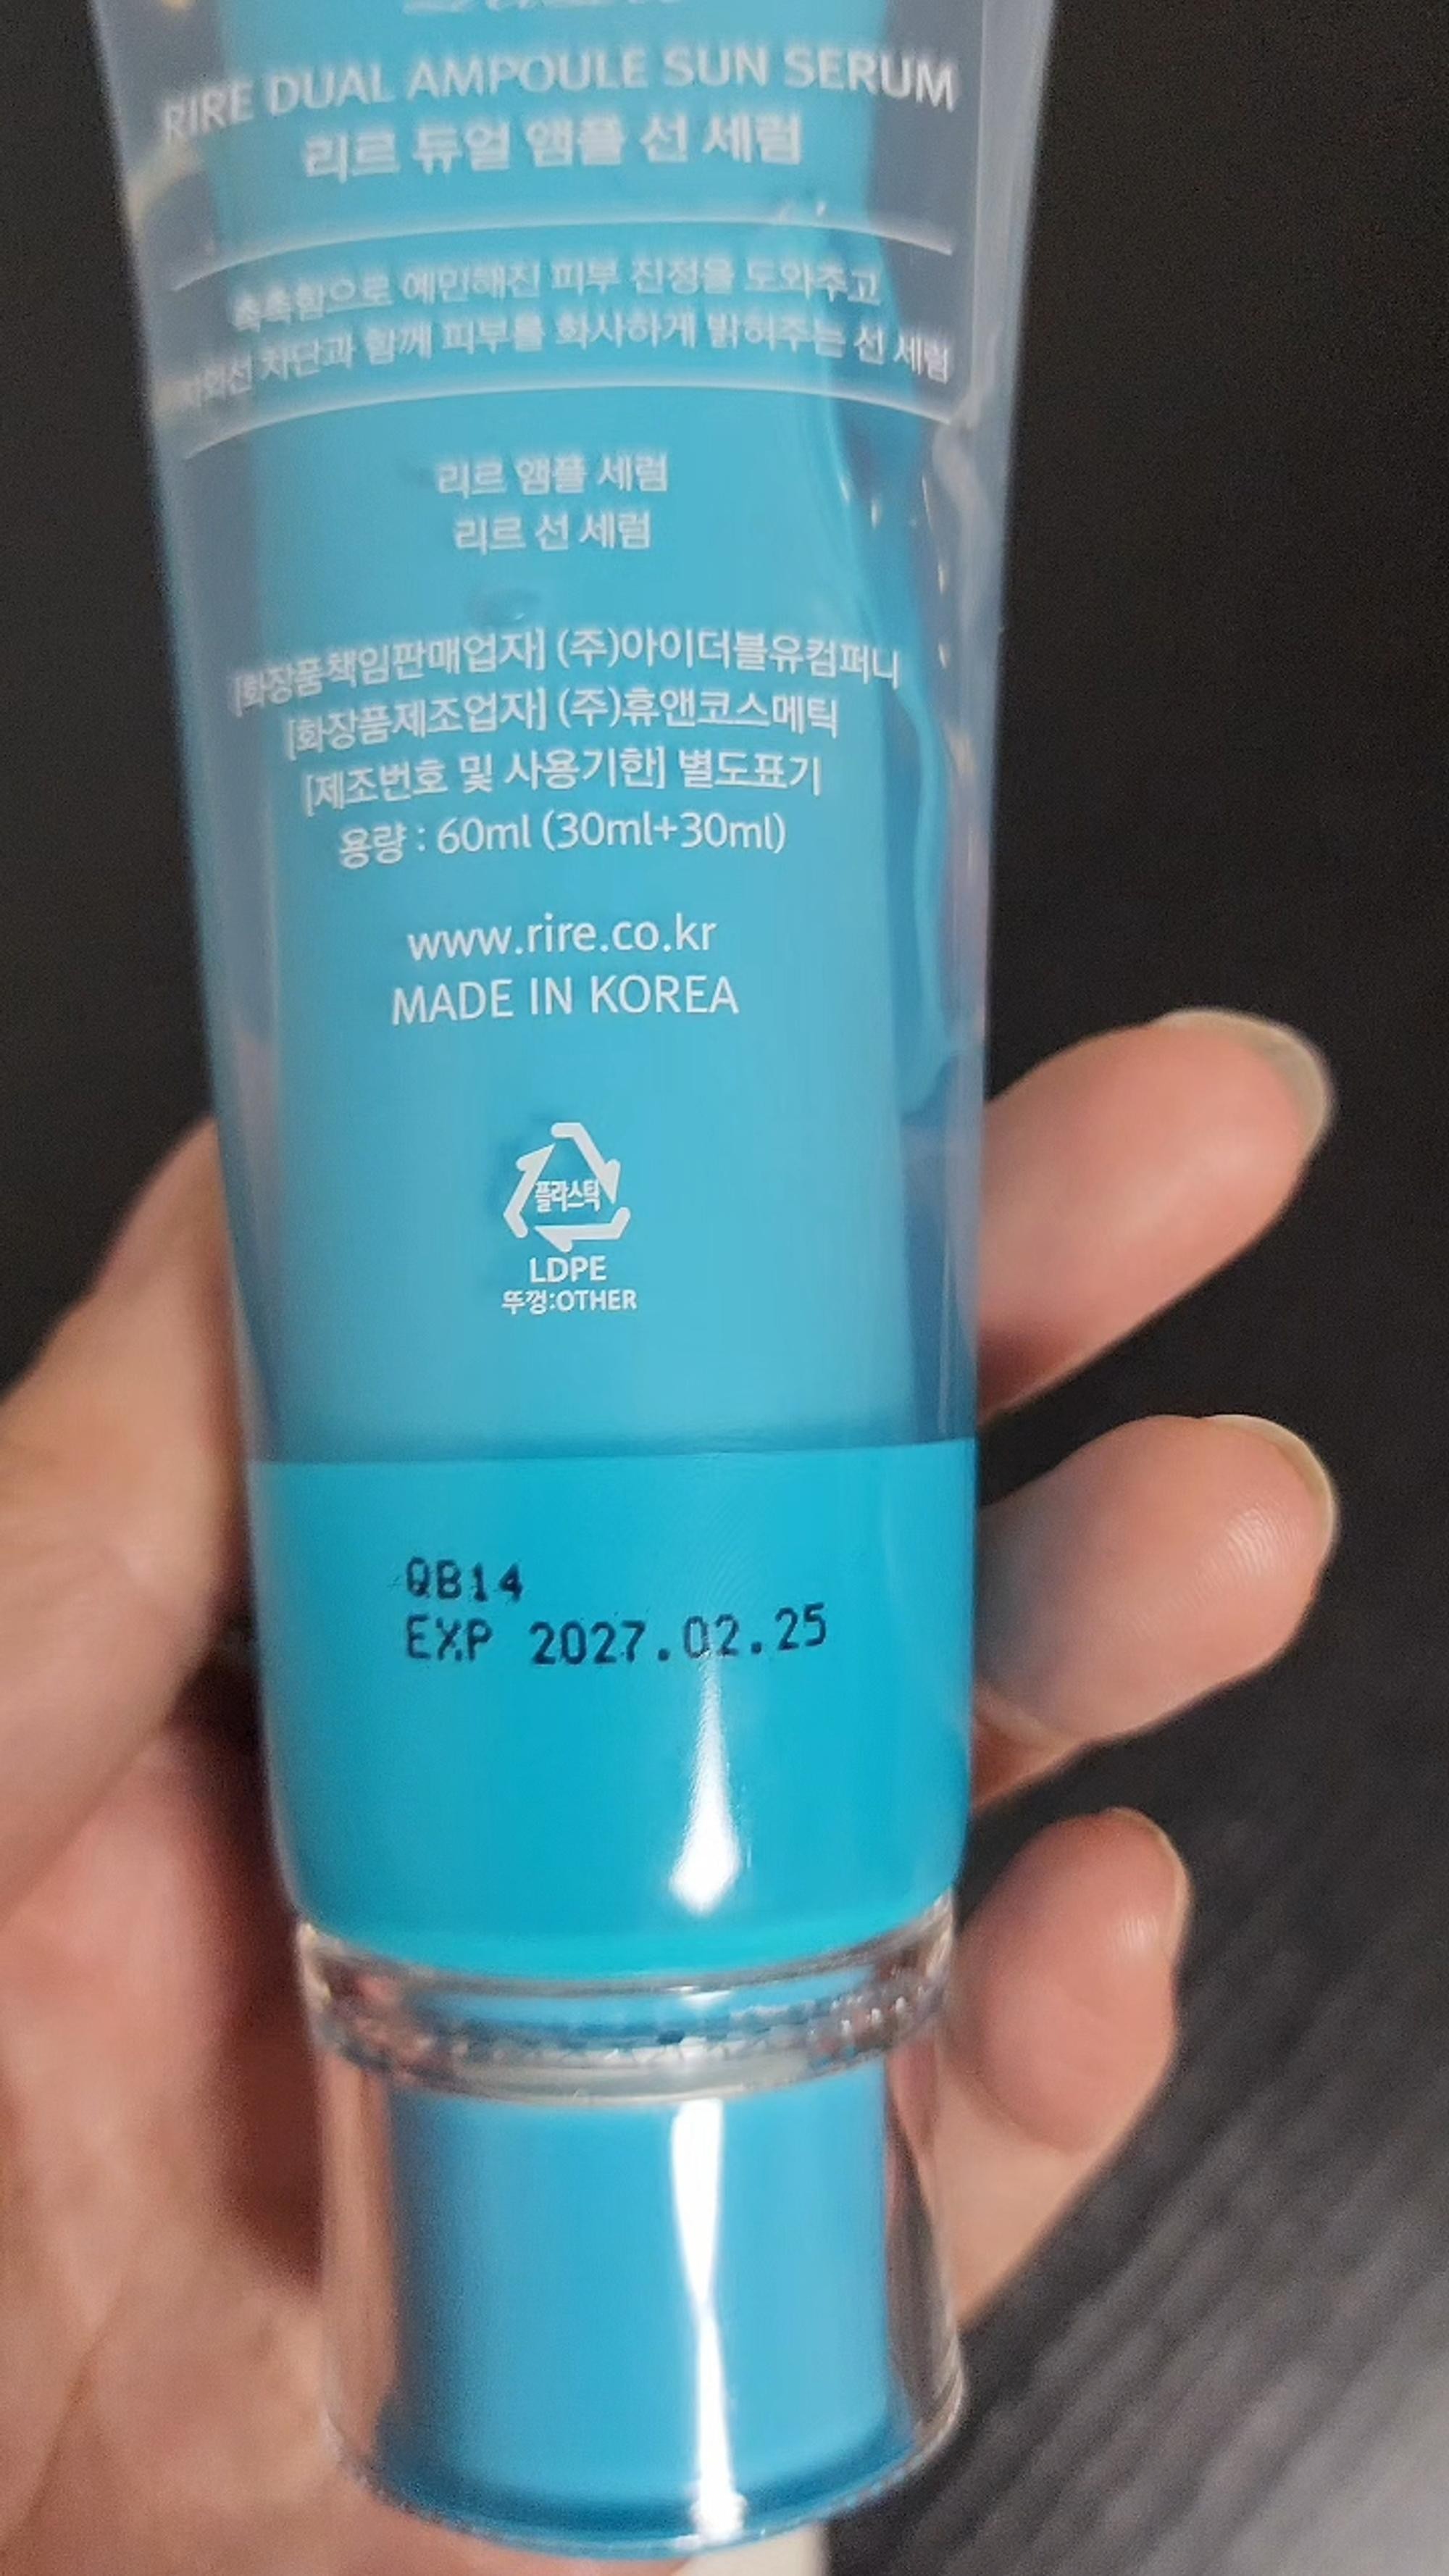 RIRE DUAL AMPOULE SUN SERUM
리르 듀얼 앰플 선 세럼
촉촉함으로 예민해진 피부 진정을 도와주고
차단과 함께 피부를 화사하게 밝혀주는 선 세럼
리르 앰플 세럼
리르 선 세럼
[화장품책임판매업자] (주)아이더블유컴퍼니
[화장품제조업자] (주)휴앤코스메틱
[제조번호 및 사용기한] 별도표기
용량 : 60ml (30ml+30ml)
www.rire.co.kr
MADE IN KOREA
플라스틱
LDPE
뚜껑:OTHER
QB14
EXP 2027.02.25